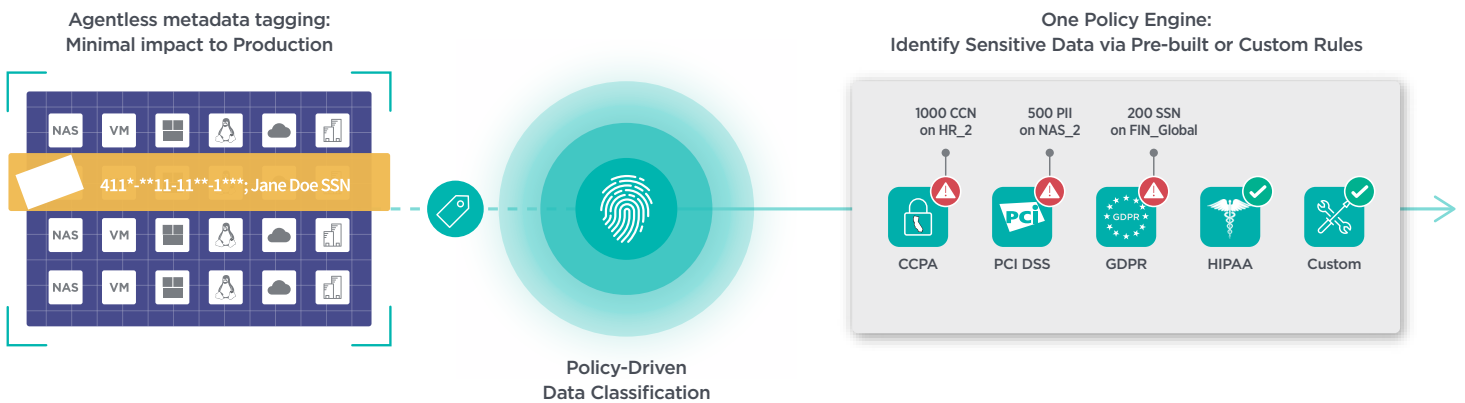 Agentless metadata tagging:
Minimal impact to Production
NAS VM
411*-**11-11**-1***; Jane Doe SSN
NAS VM
NAS VM
Policy-Driven
Data Classification
One Policy Engine:
Identify Sensitive Data via Pre-built or Custom Rules
1000 CCN
on HR_2
500 PII
on NAS_2
200 SSN
on FIN_Global
PCi
GDPR
CCPA
PCI DSS
GDPR
HIPAA
Custom